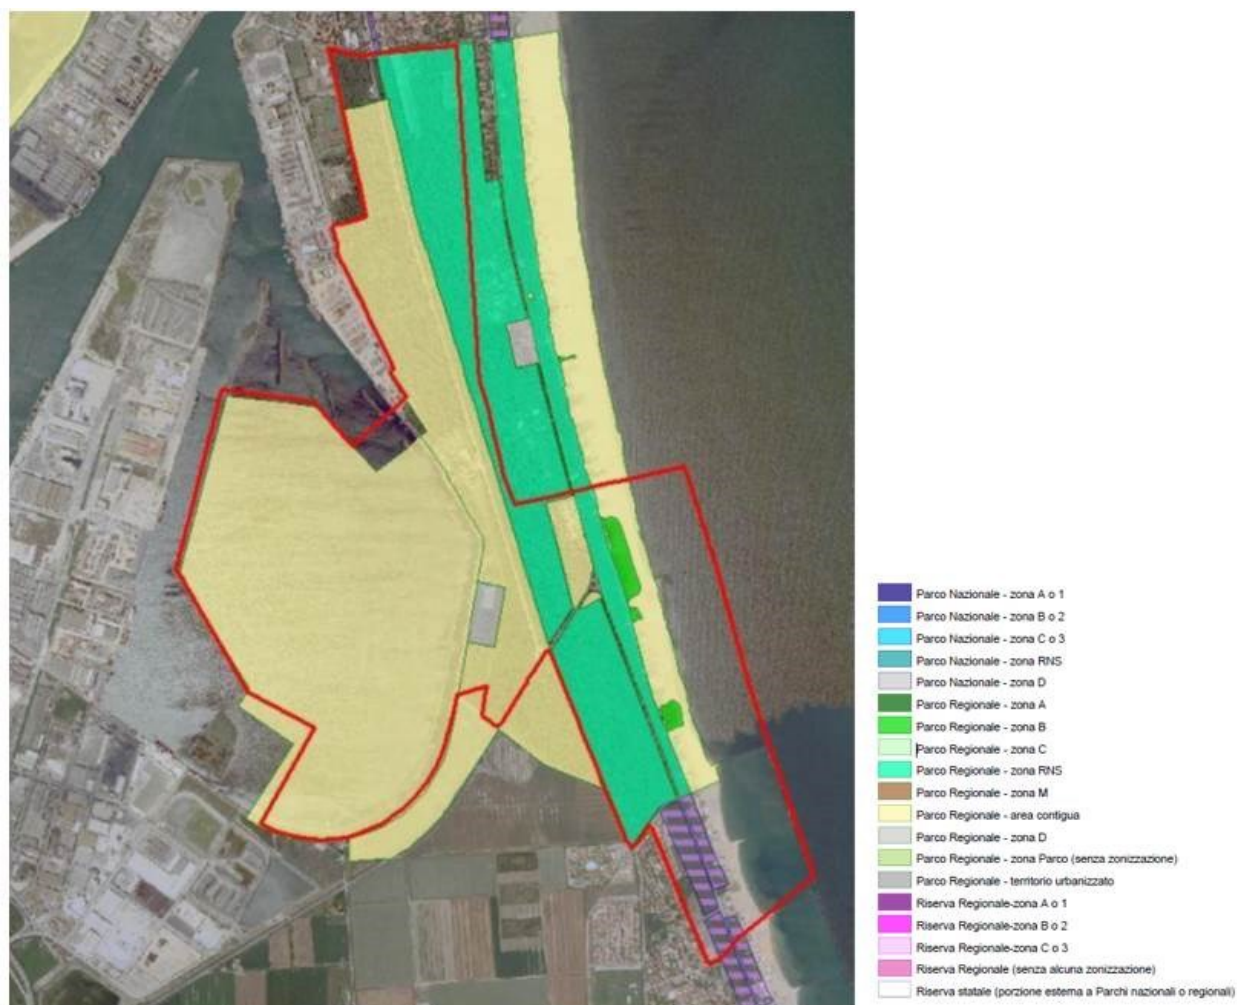 Parco Nazionale - zona A o 1
Parco Nazionale - zona B o 2
Parco Nazionale - zona C o 3
Parco Nazionale - zona RNS
Parco Nazionale - zona D
Parco Regionale - zona A
Parco Regionale - zona B
Parco Regionale - zona C
Parco Regionale - zona RNS
Parco Regionale - zona M
Parco Regionale - area contigua
Parco Regionale - zona D
Parco Regionale - zona Parco (senza zonizzazione)
Parco Regionale - territorio urbanizzato
Riserva Regionale-zona A o 1
Riserva Regionale-zona B o 2
Riserva Regionale-zona C o 3
Riserva Regionale (senza alcuna zonizzazione)
Riserva statale (porzione esterna a Parchi nazionali o regionali)